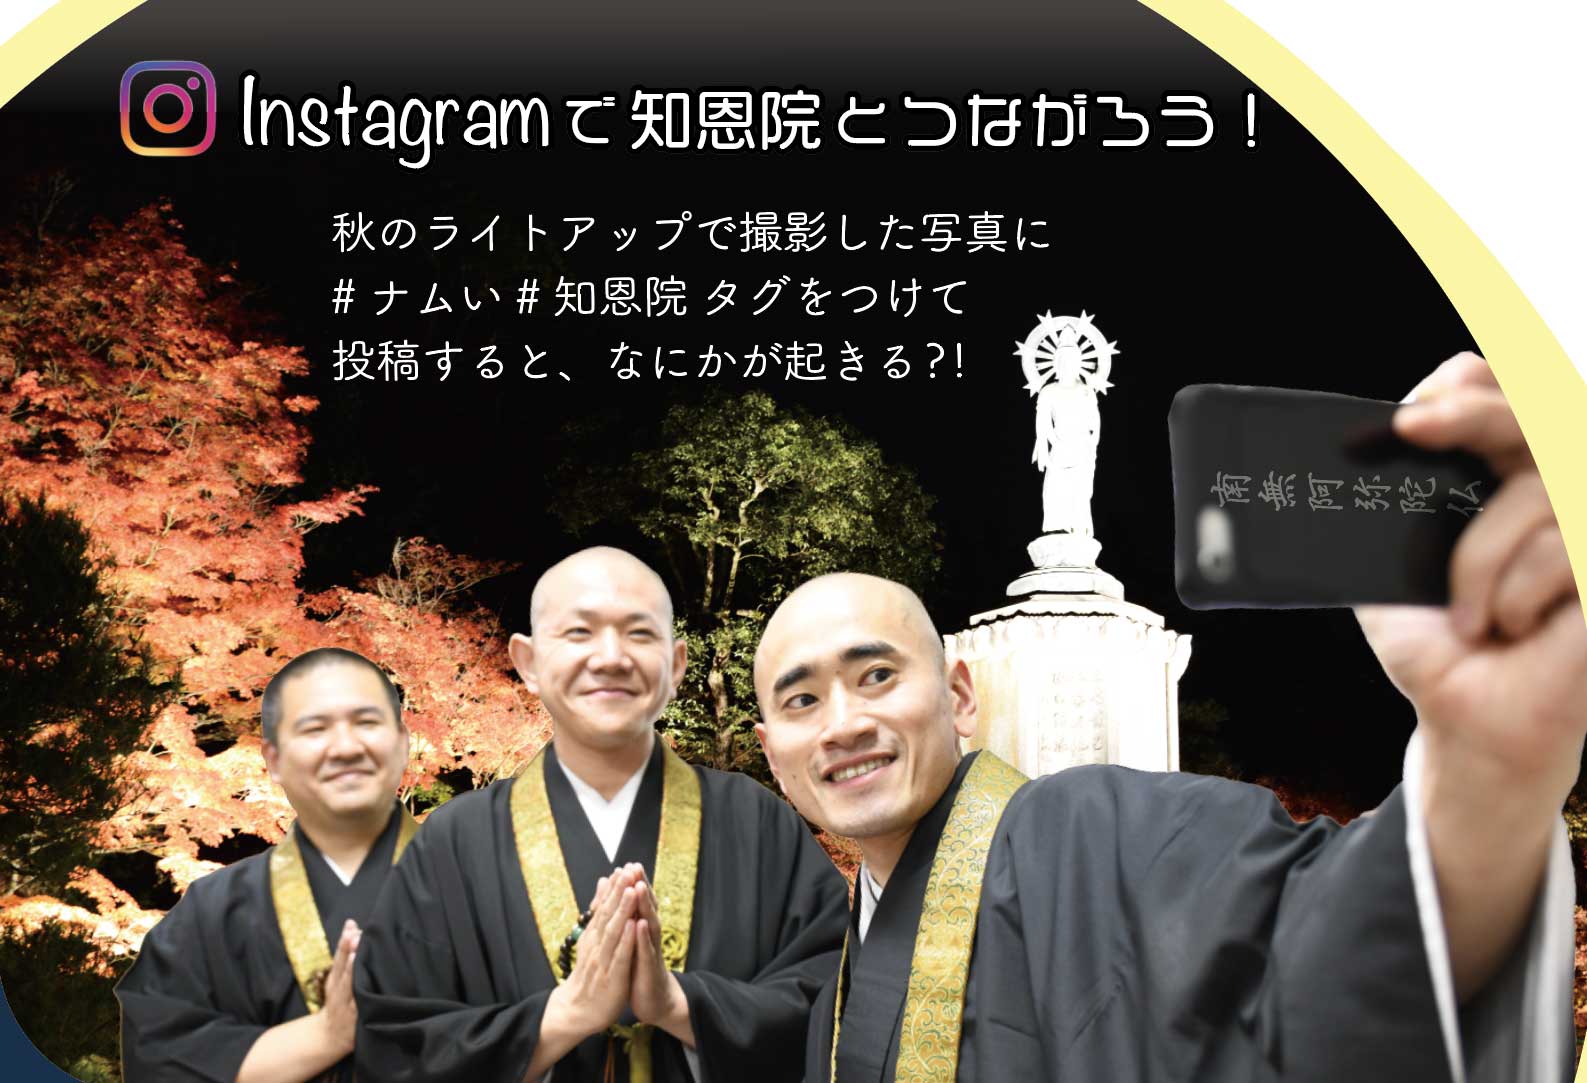 Instagramで知恩院とつながろう！
秋のライトアップで撮影した写真に
#ナムい#知恩院 タグをつけて
投稿すると、なにかが起きる?!
南無阿弥陀仏